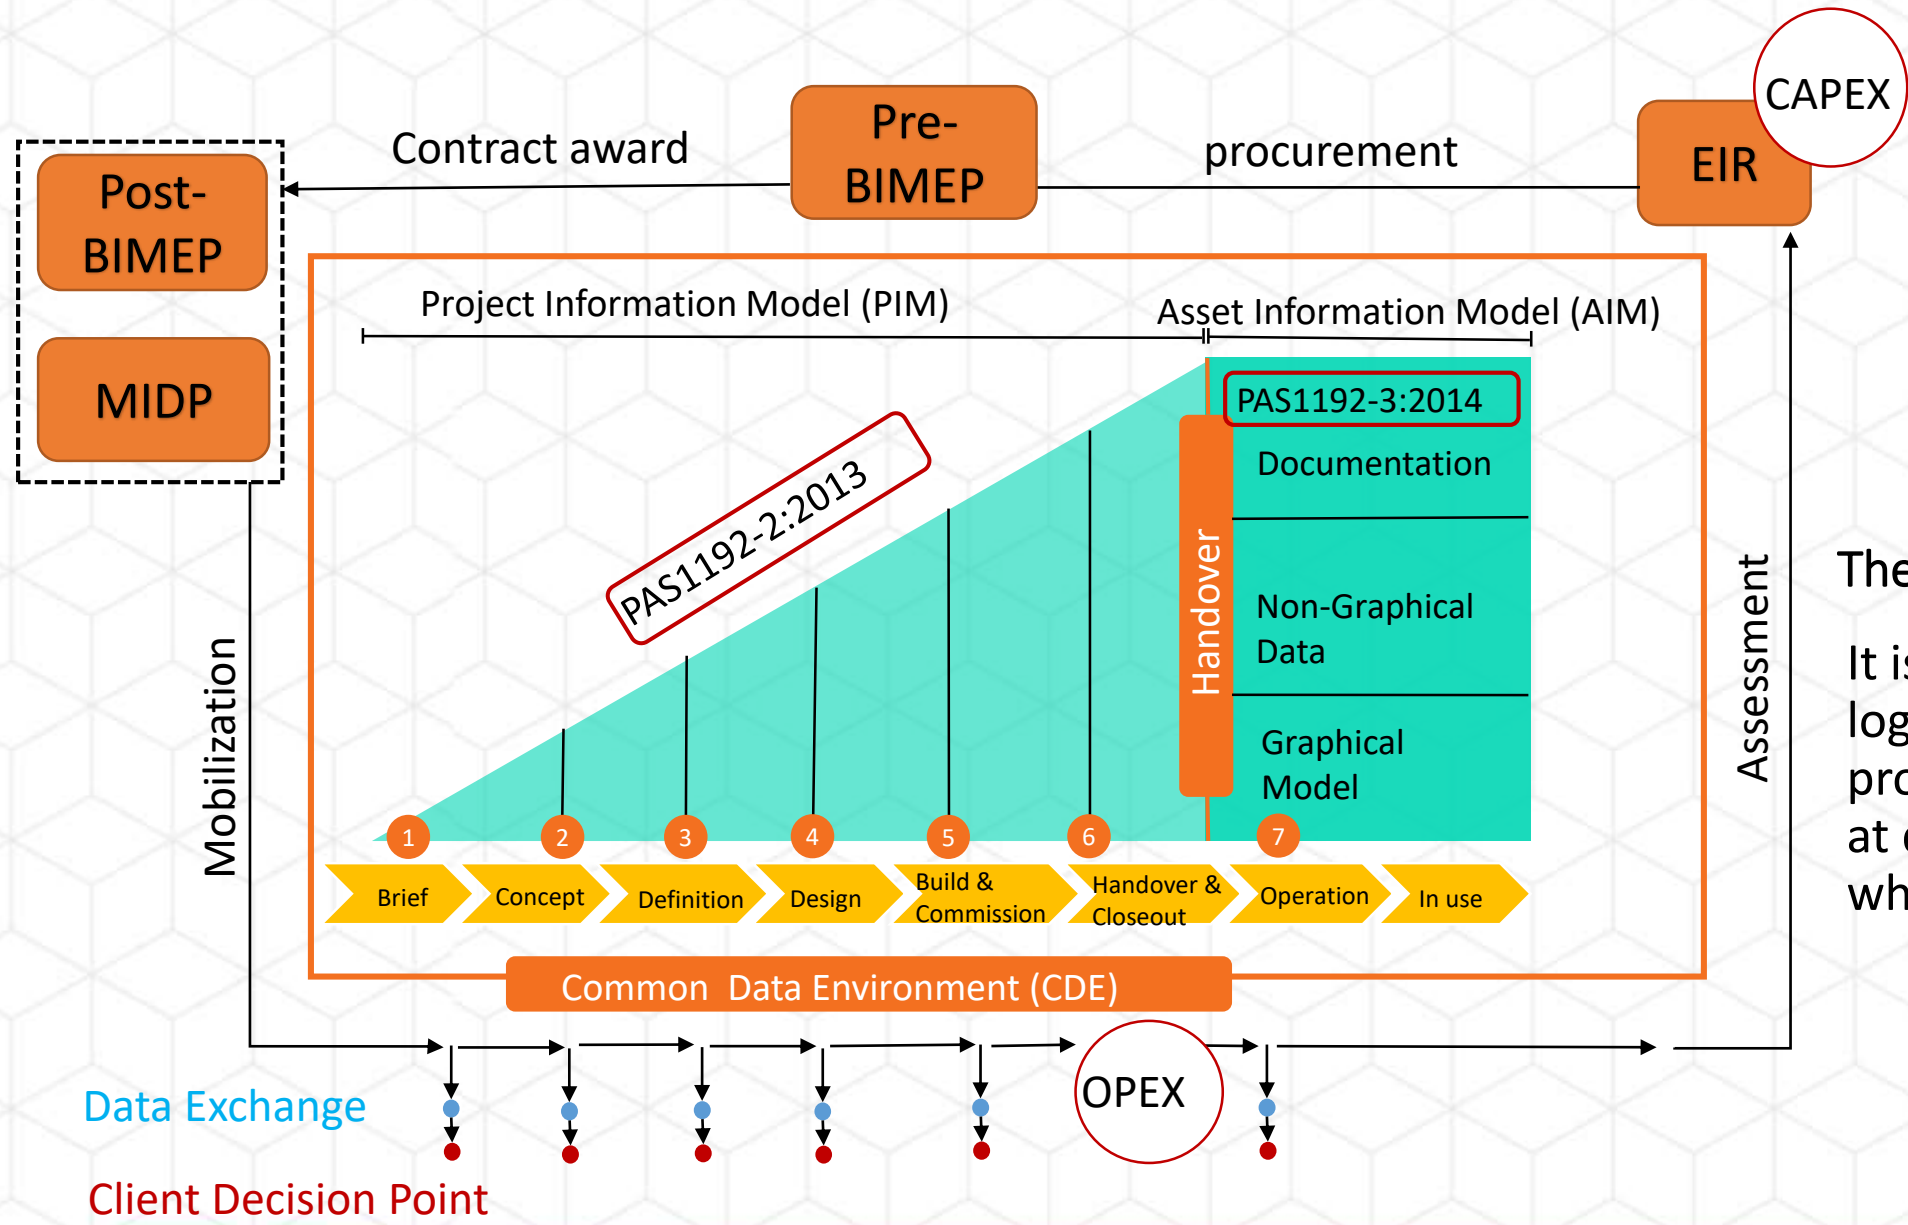 CAPEX
Pre-
BIMEP
Contract award
procurement
EIR
Post-
BIMEP
MIDP
Project Information Model (PIM)
Asset Information Model (AIM)
PAS1192-2:2013
PAS1192-3:2014
Documentation
Non-Graphical
Data
Graphical
Model
Handover
Mobilization
Assessment
The
log
at
1
2
3
4
5
6
7
Brief
Concept
Definition
Design
Build &
Commission
Handover &
Closeout
Operation
In use
Common Data Environment (CDE)
OPEX
Data Exchange
Client Decision Point